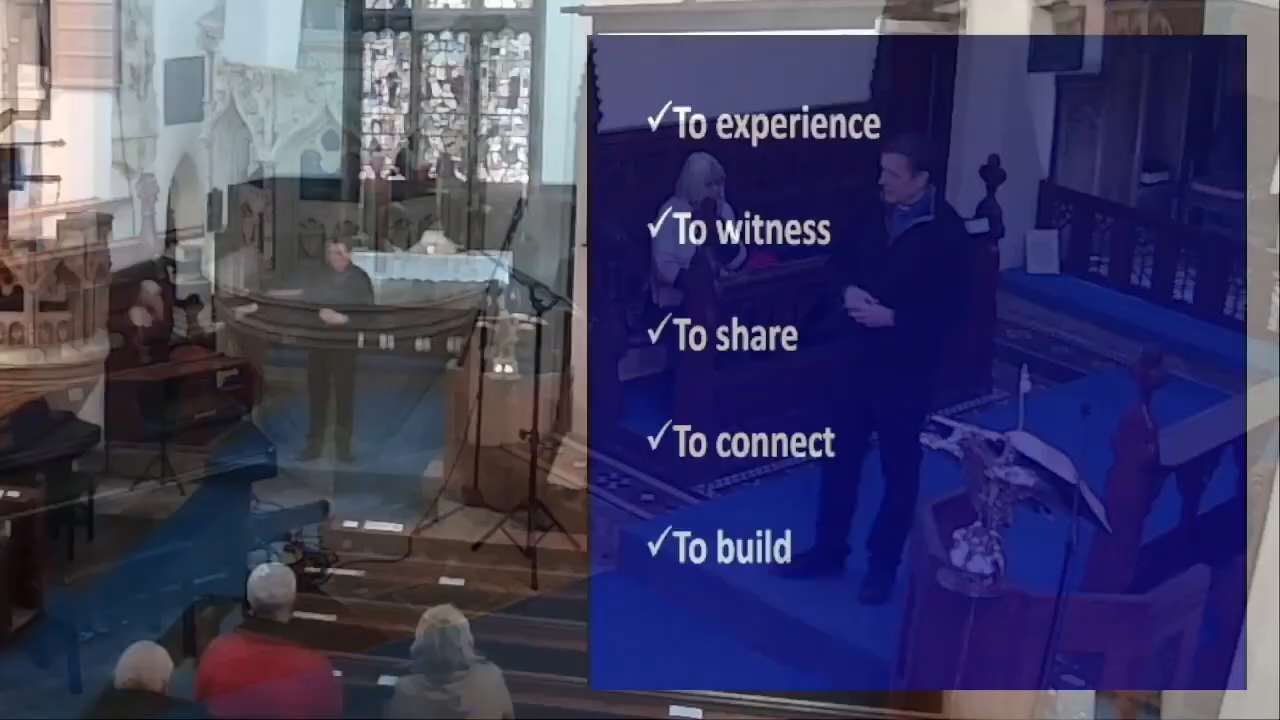 ✓To experience
✓To witness
✓To share
✓To connect
✓To build